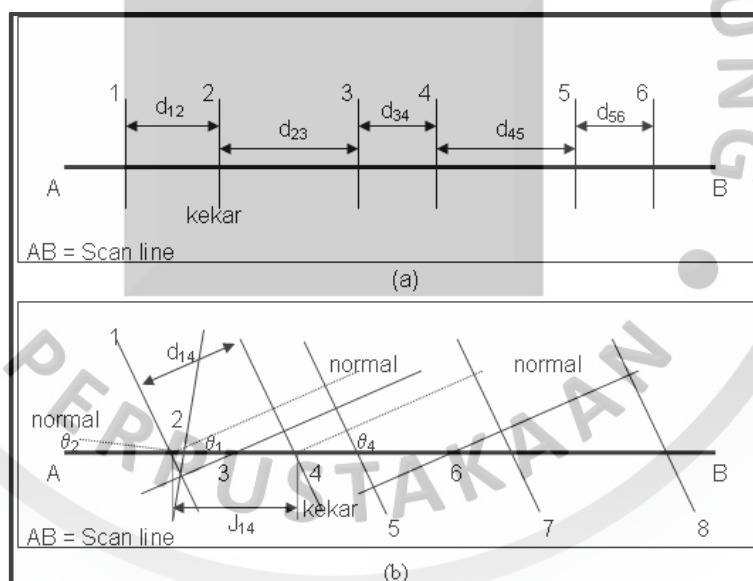 1 2 3 4 5 6
d12 d23 d34 d45 d56
A B
kekar
AB = Scan line
(a)
1 d14 normal normal
normal 2
θ2 θ1 θ4
A 3 4 6 B
J14 kekar 5 7 8
AB = Scan line
(b)
PERPUSTAKAAN
UNG